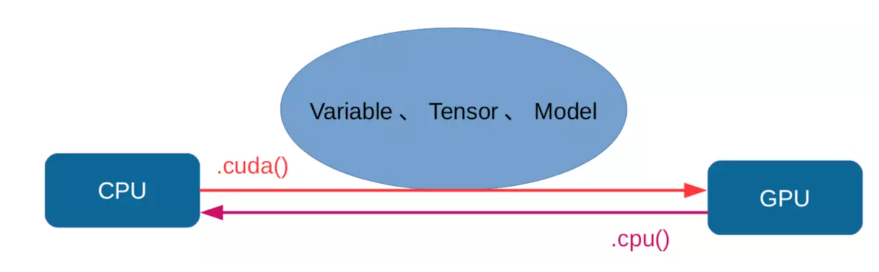 Variable 、 Tensor 、 Model
.cuda()
CPU
GPU
.cpu()